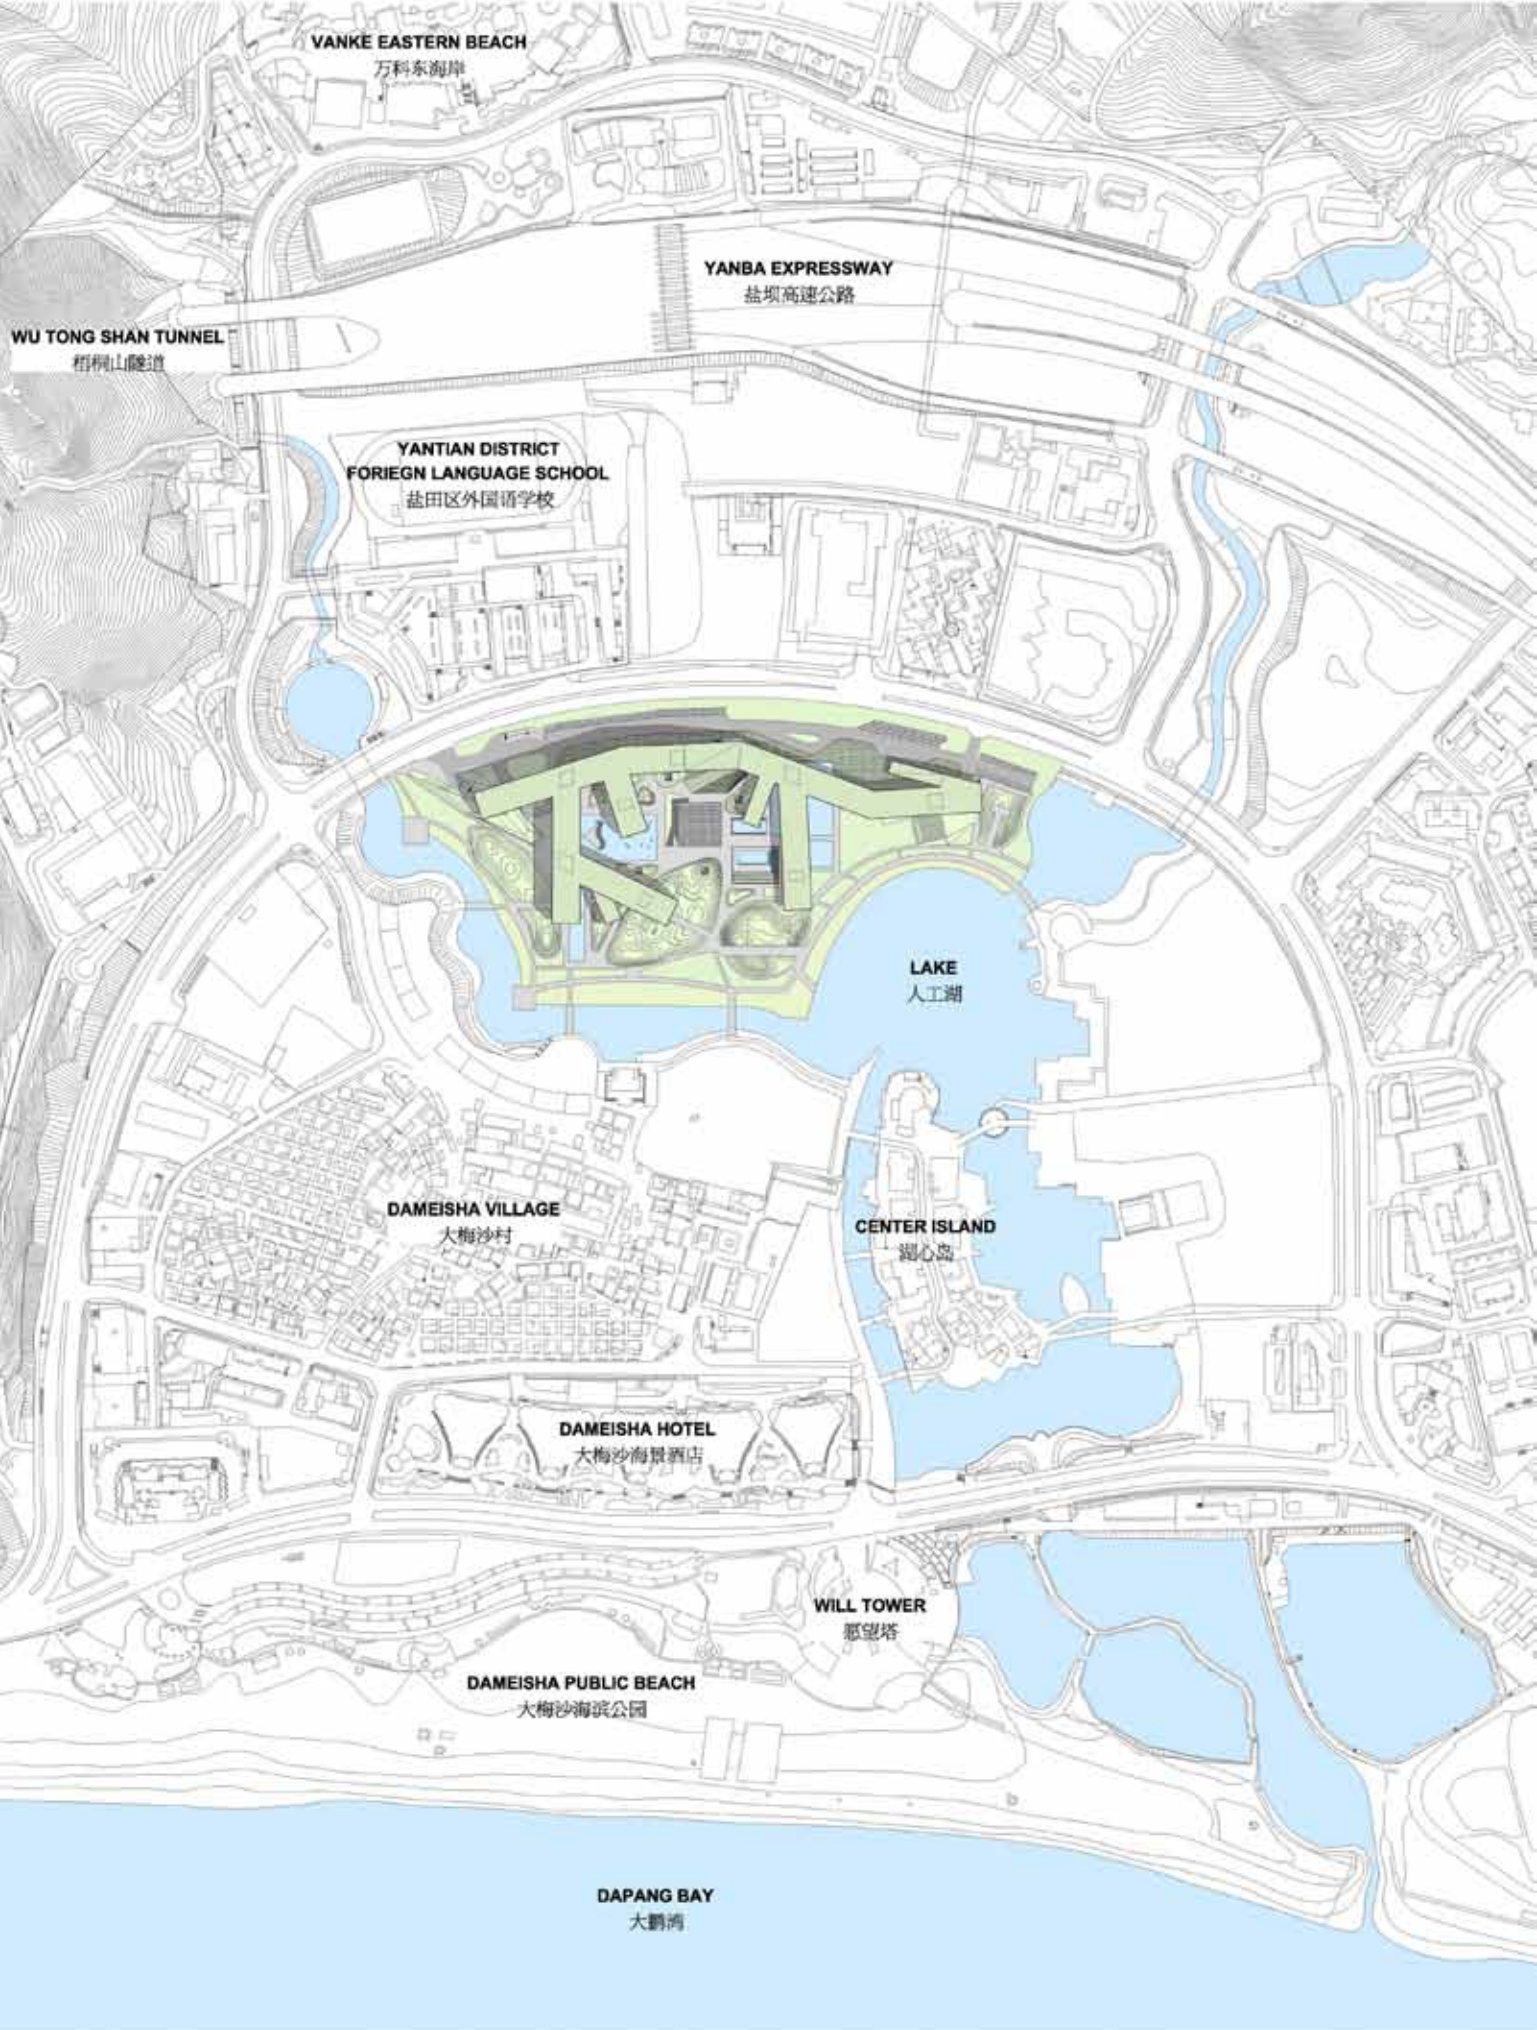 VANKE EASTERN BEACH
万科东海岸
YANBA EXPRESSWAY
盐坝高速公路
WU TONG SHAN TUNNEL
梧桐山隧道
YANTIAN DISTRICT
FORIEGN LANGUAGE SCHOOL
盐田区外国语学校
LAKE
人工湖
DAMEISHA VILLAGE
大梅沙村
CENTER ISLAND
湖心岛
DAMEISHA HOTEL
大梅沙海景酒店
WILL TOWER
愿望塔
DAMEISHA PUBLIC BEACH
大梅沙海滨公园
DAPANG BAY
大鹏湾